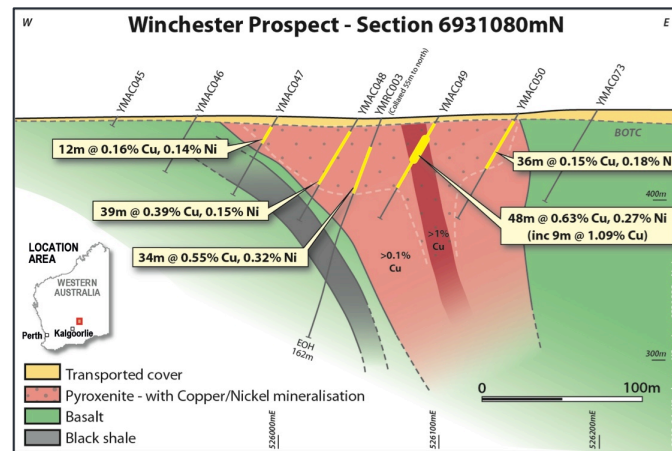 W
Winchester Prospect - Section 6931080mN
E
YMAC045
YMAC046
YMAC047
YMAC048
YMRC003
(Collared 55m to north)
YMAC049
YMAC050
YMAC073
BOTC
12m @ 0.16% Cu, 0.14% Ni
36m @ 0.15% Cu, 0.18% N
400m
39m @ 0.39% Cu, 0.15% Ni
48m @ 0.63% Cu, 0.27% Ni
(inc 9m @ 1.09% Cu)
34m @ 0.55% Cu, 0.32% Ni
>1%
Cu
>0.1%
Cu
LOCATION
AREA
WESTERN
AUSTRALIA
Perth
Kalgoorlie
EOH
162m
300m
Transported cover
Pyroxenite - with Copper/Nickel mineralisation
Basalt
Black shale
0
100m
526000mE
526100mE
526200mE